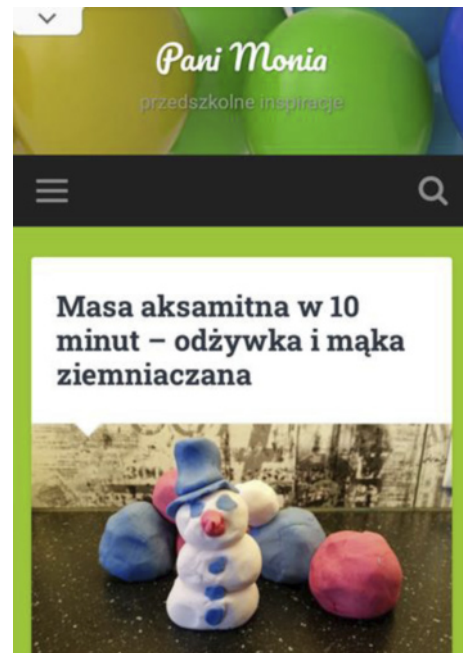 Pani Monia
przedszkolne inspiracje
Masa aksamitna w 10
minut – odżywka i mąka
ziemniaczana